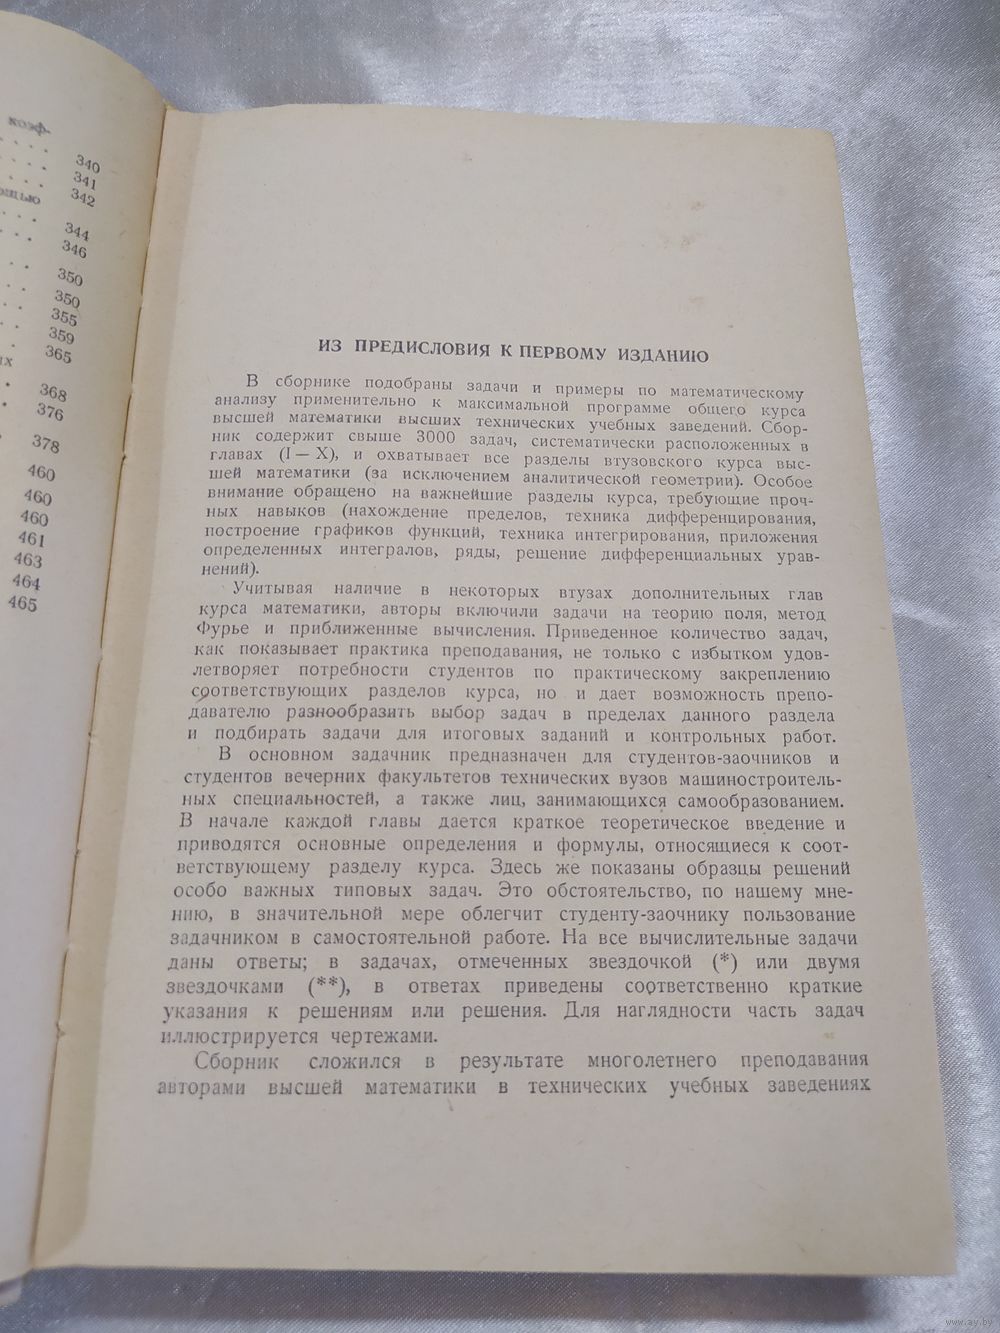 коэф-
340
341
342
ощью
344
346
350
350
355
359
365
ых
368
376
378
460
460
460
461
463
464
465
ИЗ ПРЕДИСЛОВИЯ К ПЕРВОМУ ИЗДАНИЮ
В сборнике подобраны задачи и примеры по математическому
анализу применительно к максимальной программе общего курса
высшей математики высших технических учебных заведений. Сбор-
ник содержит свыше 3000 задач, систематически расположенных в
главах (I — X), и охватывает все разделы втузовского курса выс-
шей математики (за исключением аналитической геометрии). Особое
внимание обращено на важнейшие разделы курса, требующие проч-
ных навыков (нахождение пределов, техника дифференцирования,
построение графиков функций, техника интегрирования, приложения
определенных интегралов, ряды, решение дифференциальных урав-
нений).
Учитывая наличие в некоторых втузах дополнительных глав
курса математики, авторы включили задачи на теорию поля, метод
Фурье и приближенные вычисления. Приведенное количество задач,
как показывает практика преподавания, не только с избытком удов-
летворяет потребности студентов по практическому закреплению
соответствующих разделов курса, но и дает возможность препо-
давателю разнообразить выбор задач в пределах данного раздела
и подбирать задачи для итоговых заданий и контрольных работ.
В основном задачник предназначен для студентов-заочников и
студентов вечерних факультетов технических вузов машиностроитель-
ных специальностей, а также лиц, занимающихся самообразованием.
В начале каждой главы дается краткое теоретическое введение и
приводятся основные определения и формулы, относящиеся к соот-
ветствующему разделу курса. Здесь же показаны образцы решений
особо важных типовых задач. Это обстоятельство, по нашему мне-
нию, в значительной мере облегчит студенту-заочнику пользование
задачником в самостоятельной работе. На все вычислительные задачи
даны ответы; в задачах, отмеченных звездочкой (*) или двумя
звездочками (**), в ответах приведены соответственно краткие
указания к решениям или решения. Для наглядности часть задач
иллюстрируется чертежами.
Сборник сложился в результате многолетнего преподавания
авторами высшей математики в технических учебных заведениях
www.ay.by